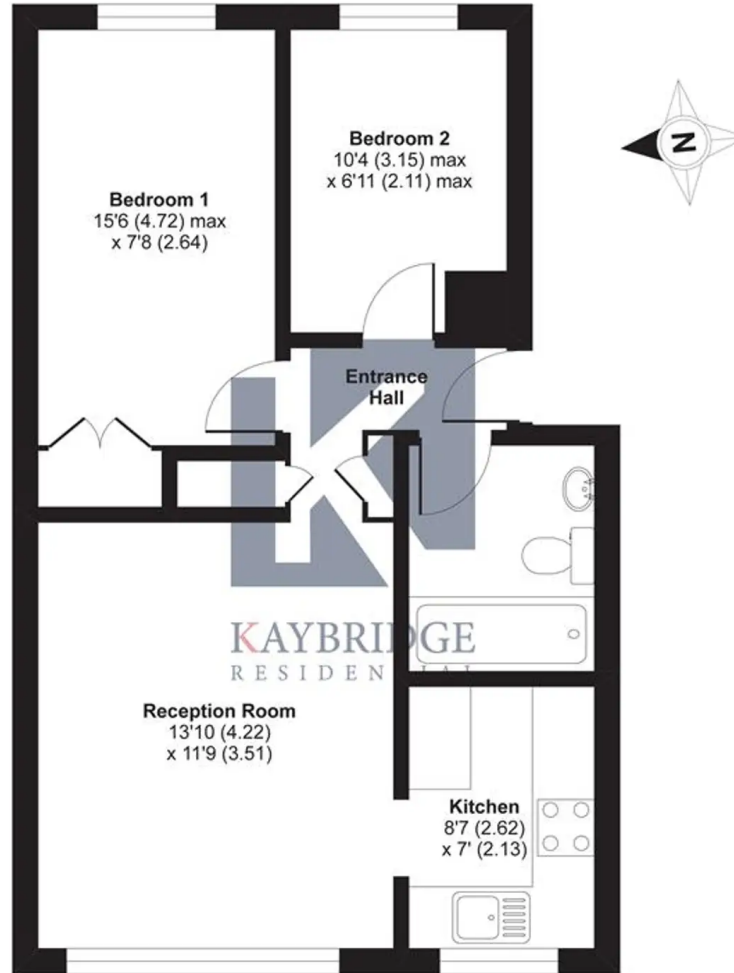 Bedroom 2
10'4 (3.15) max
x 6'11 (2.11) max
N
Bedroom 1
15'6 (4.72) max
x 7'8 (2.64)
Entrance
Hall
KAYBRIDGE
RESIDENTIAL
Reception Room
13'10 (4.22)
x 11'9 (3.51)
Kitchen
8'7 (2.62)
x 7' (2.13)